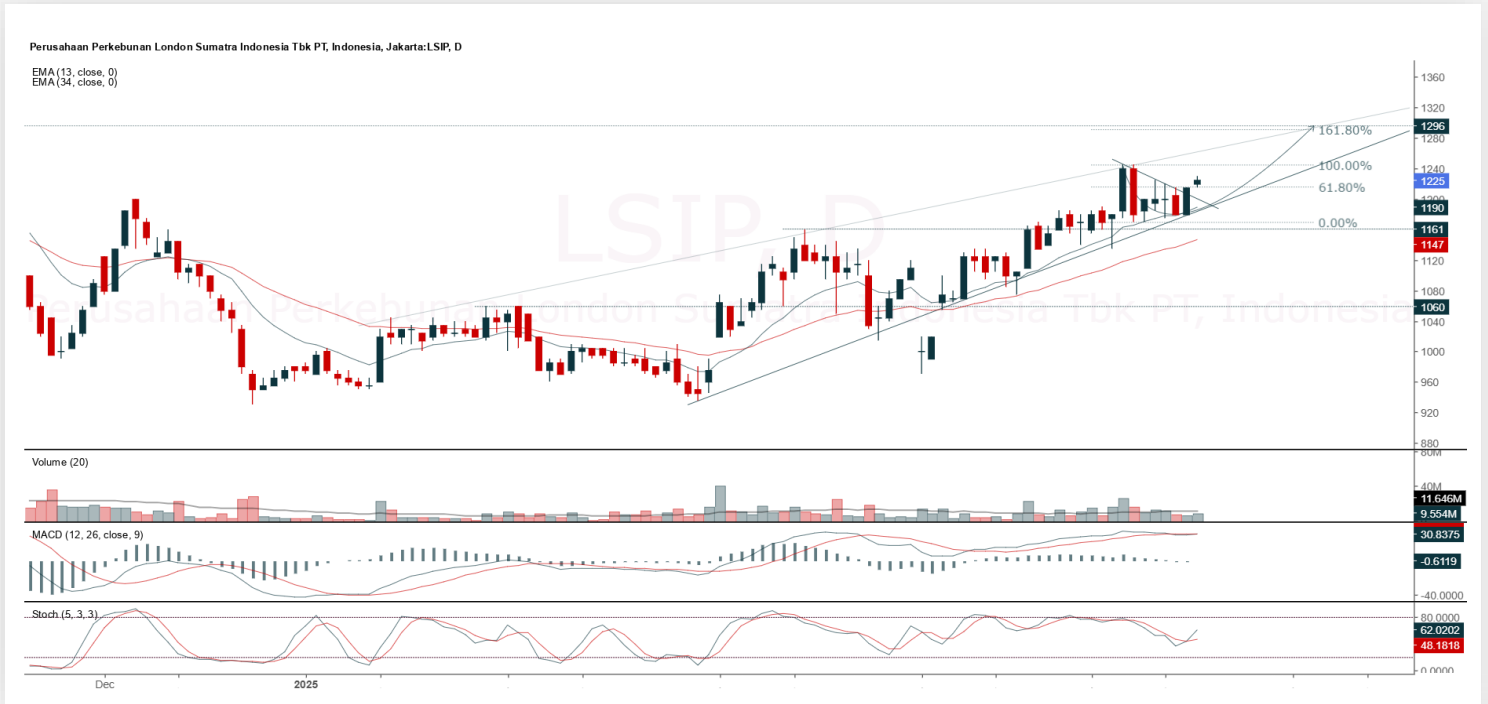 Perusahaan Perkebunan London Sumatra Indonesia Tbk PT, Indonesia, Jakarta:LSIP, D
EMA (13, close, 0)
EMA (34, close, 0)
LSIP, D
Perusahaan Perkebunan London Sumatra Indonesia Tbk PT, Indonesia
1360
1320
1296
1280
161.80%
1240
100.00%
1225
61.80%
1200
1190
0.00%
1161
1147
1120
1080
1060
1040
1000
960
920
880
Volume (20)
80M
40M
11.646M
9.554M
MACD (12, 26, close, 9)
30.8375
-0.6119
-40.0000
Stoch (5, 3, 3)
80.0000
62.0202
48.1818
0.0000
Dec
2025